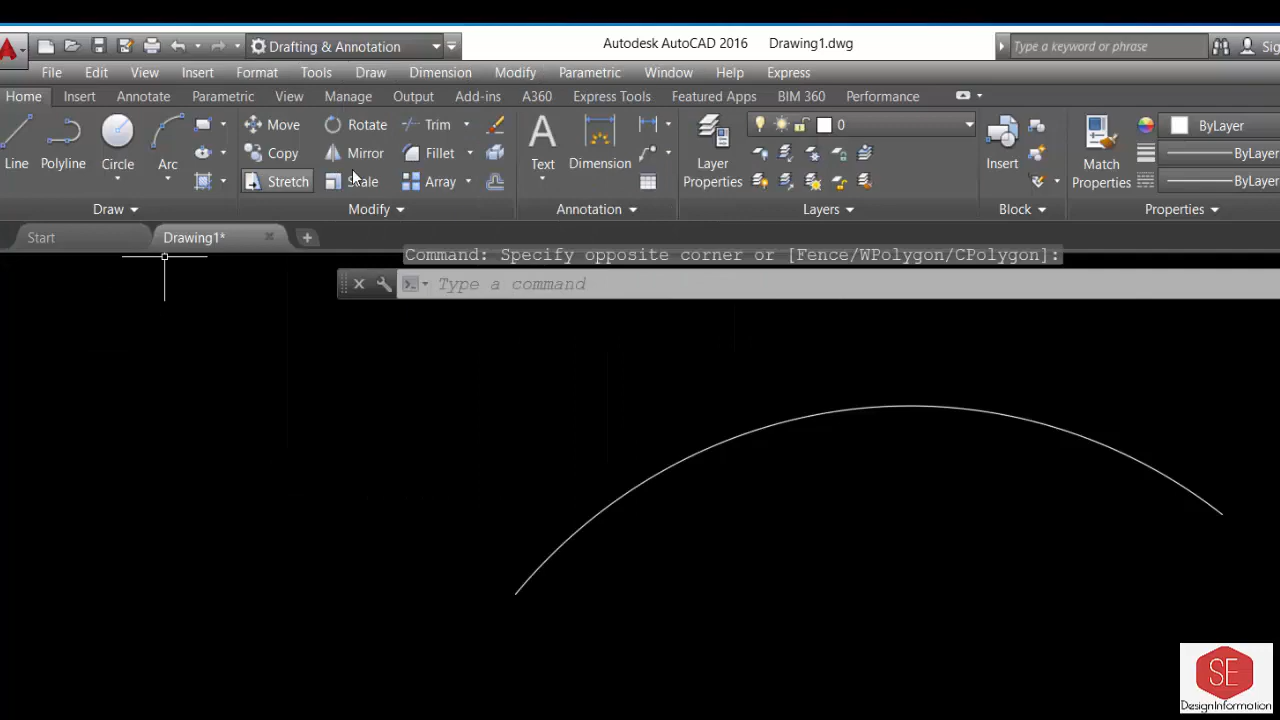 Drafting & Annotation
Autodesk AutoCAD 2016 Drawing1.dwg
Type a keyword or phrase
File Edit View Insert Format Tools Draw Dimension Modify Parametric Window Help Express
Home Insert Annotate Parametric View Manage Output Add-ins A360 Express Tools Featured Apps BIM 360 Performance
Line Polyline Circle Arc
Move Rotate Trim
Copy Mirror Fillet
Stretch Scale Array
Text Dimension
Layer Properties
0
Insert
Match Properties
ByLayer
ByLayer
ByLayer
Draw Modify Annotation Layers Block Properties
Start Drawing1*
Command: Specify opposite corner or [Fence/WPolygon/CPolygon]:
Type a command
SE
DesignInformation